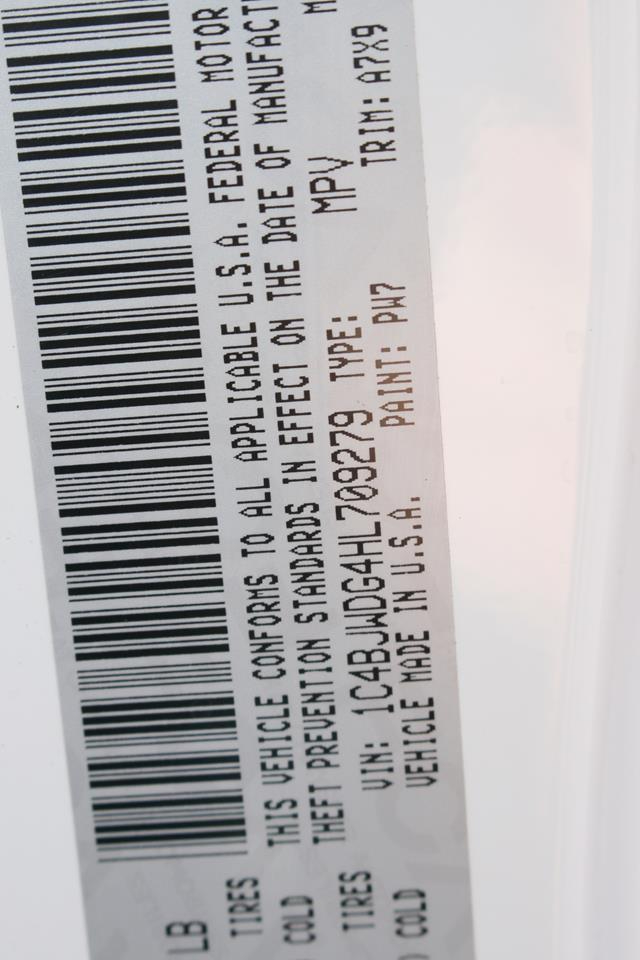 THIS VEHICLE CONFORMS TO ALL APPLICABLE U.S.A. FEDERAL MOTOR
THEFT PREVENTION STANDARDS IN EFFECT ON THE DATE OF MANUFACT
VIN: 1C4BJWDG4HL709279 TYPE: MPV M
VEHICLE MADE IN U.S.A. PAINT: PW7 TRIM: A7X9
LB
TIRES
COLD
TIRES
) COLD